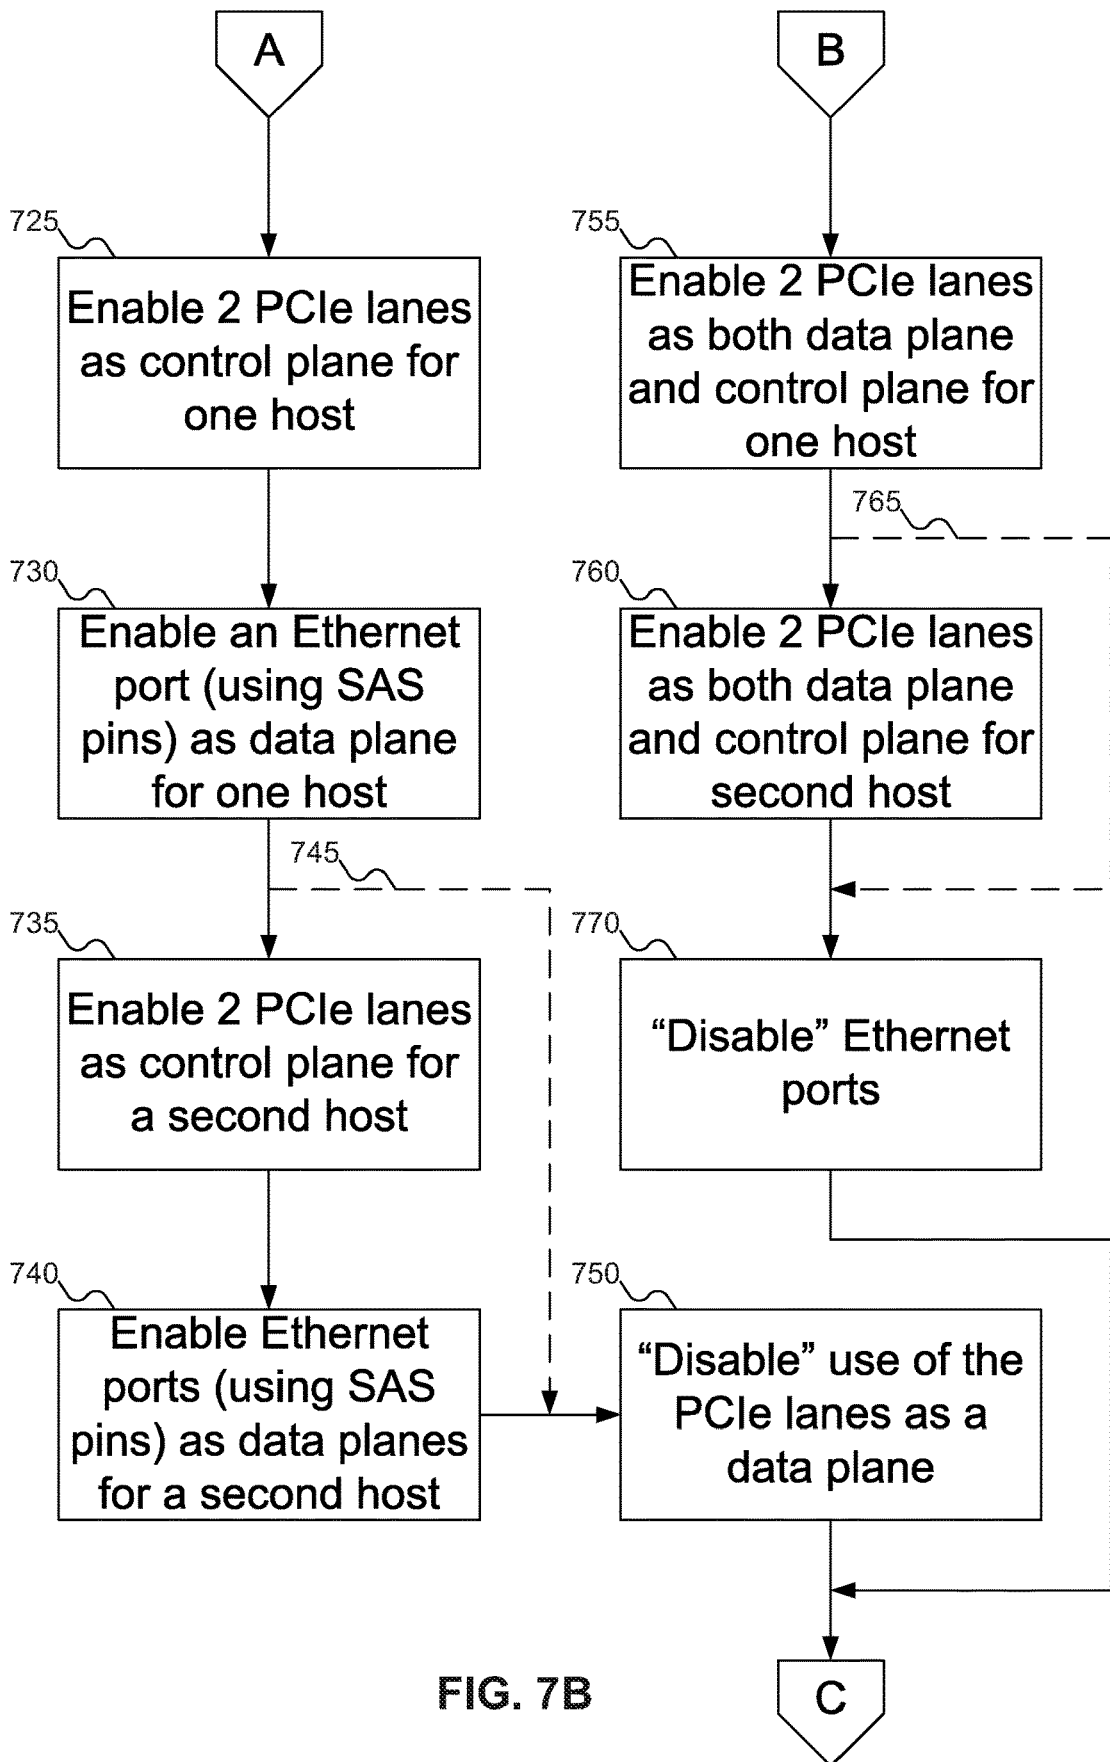 A
B
725
Enable 2 PCIe lanes
as control plane for
one host
755
Enable 2 PCIe lanes
as both data plane
and control plane for
one host
765
730
Enable an Ethernet
port (using SAS
pins) as data plane
for one host
760
Enable 2 PCIe lanes
as both data plane
and control plane for
second host
745
735
Enable 2 PCIe lanes
as control plane for
a second host
770
“Disable” Ethernet
ports
740
Enable Ethernet
ports (using SAS
pins) as data planes
for a second host
750
“Disable” use of the
PCIe lanes as a
data plane
C
FIG. 7B